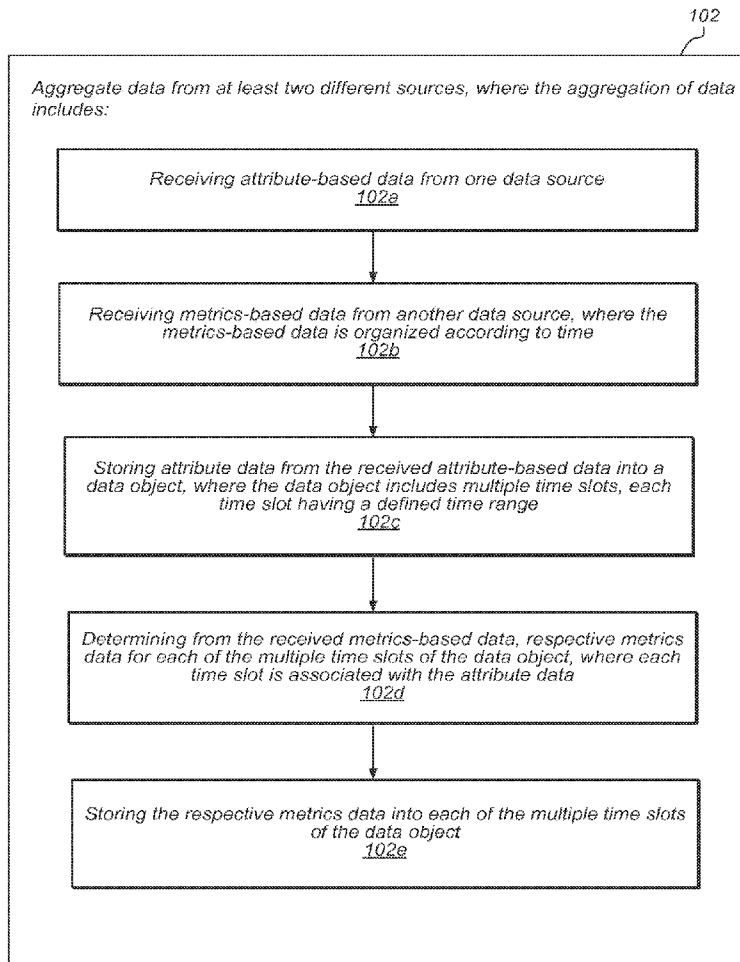 102
Aggregate data from at least two different sources, where the aggregation of data
includes:
Receiving attribute-based data from one data source
102a
Receiving metrics-based data from another data source, where the
metrics-based data is organized according to time
102b
Storing attribute data from the received attribute-based data into a
data object, where the data object includes multiple time slots, each
time slot having a defined time range
102c
Determining from the received metrics-based data, respective metrics
data for each of the multiple time slots of the data object, where each
time slot is associated with the attribute data
102d
Storing the respective metrics data into each of the multiple time slots
of the data object
102e